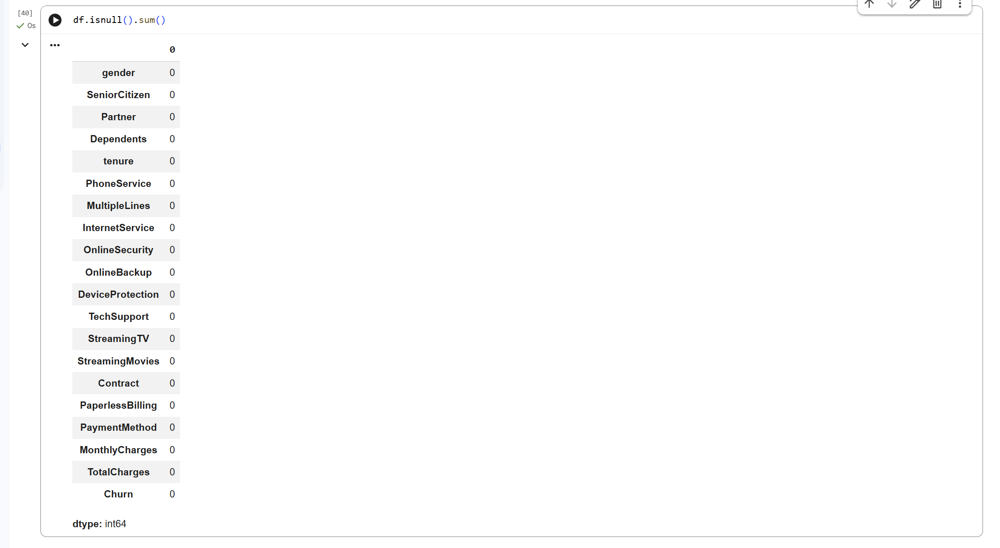 [40]
0s
df.isnull().sum()
0
gender 0
SeniorCitizen 0
Partner 0
Dependents 0
tenure 0
PhoneService 0
MultipleLines 0
InternetService 0
OnlineSecurity 0
OnlineBackup 0
DeviceProtection 0
TechSupport 0
StreamingTV 0
StreamingMovies 0
Contract 0
PaperlessBilling 0
PaymentMethod 0
MonthlyCharges 0
TotalCharges 0
Churn 0
dtype: int64